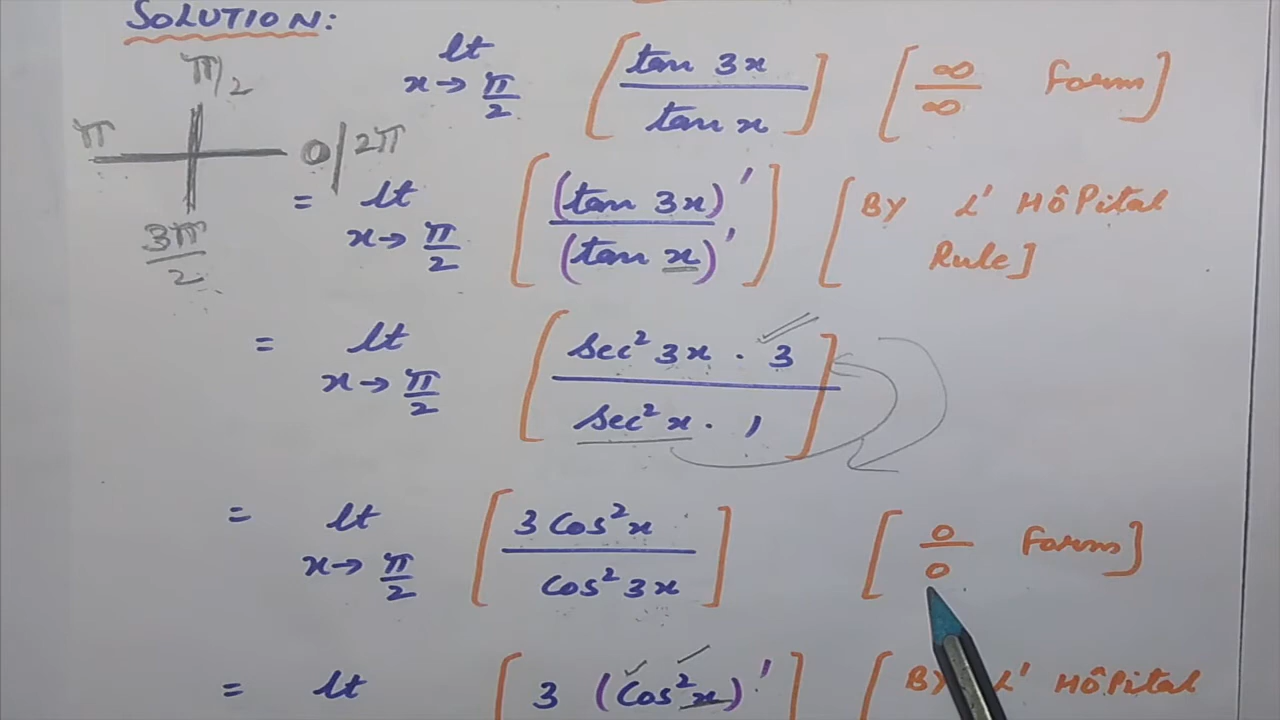 SOLUTION:
lt x→π/2 [tan 3x / tan x] [∞/∞ Form]
π/2
π
0/2π
3π/2
= lt x→π/2 [(tan 3x)' / (tan x)'] [By L' HôPital Rule]
= lt x→π/2 [sec² 3x · 3 / sec² x · 1]
= lt x→π/2 [3 Cos² x / Cos² 3x] [0/0 Form]
= lt [3 (Cos² x)' [By L' HôPital